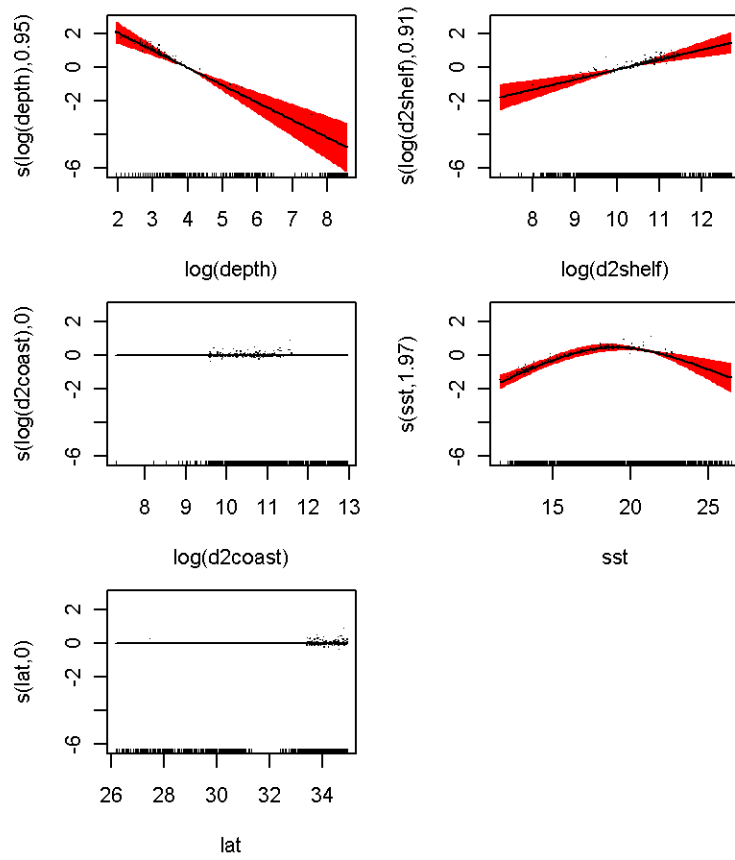 s(log(depth),0.95)
2
0
-2
-6
2 3 4 5 6 7 8
log(depth)
s(log(d2shelf),0.91)
2
0
-2
-6
8 9 10 11 12
log(d2shelf)
s(log(d2coast),0)
2
0
-2
-6
8 9 10 11 12 13
log(d2coast)
s(sst,1.97)
2
0
-2
-6
15 20 25
sst
s(lat,0)
2
0
-2
-6
26 28 30 32 34
lat